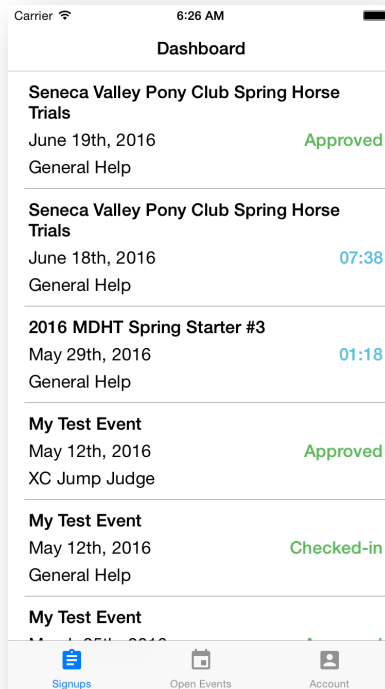 Carrier 6:26 AM
Dashboard
Seneca Valley Pony Club Spring Horse
Trials
June 19th, 2016 Approved
General Help
Seneca Valley Pony Club Spring Horse
Trials
June 18th, 2016 07:38
General Help
2016 MDHT Spring Starter #3
May 29th, 2016 01:18
General Help
My Test Event
May 12th, 2016 Approved
XC Jump Judge
My Test Event
May 12th, 2016 Checked-in
General Help
My Test Event
Signups Open Events Account